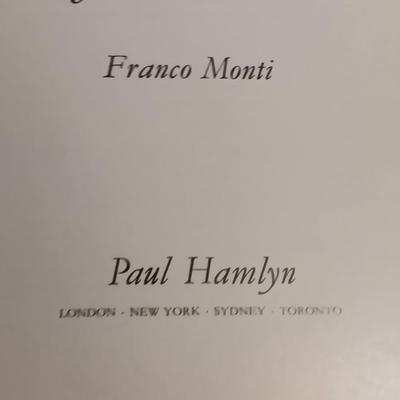 Franco Monti
Paul Hamlyn
LONDON · NEW YORK · SYDNEY · TORONTO